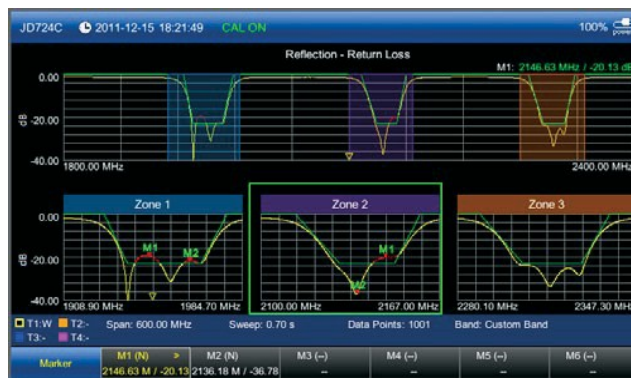 JD724C 2011-12-15 18:21:49 CAL ON 100% power
Reflection - Return Loss
M1: 2146.63 MHz / -20.13 dB
0.00
dB -20.00
-40.00
1800.00 MHz 2400.00 MHz
Zone 1 Zone 2 Zone 3
0.00
M1 M2 M1
dB -20.00
M2
-40.00
1908.90 MHz 1984.70 MHz 2100.00 MHz 2167.00 MHz 2280.10 MHz 2347.30 MHz
T1:W T2:- Span: 600.00 MHz Sweep: 0.70 s Data Points: 1001 Band: Custom Band
T3:- T4:-
Marker M1 (N) > M2 (N) M3 (--) M4 (--) M5 (--) M6 (--)
2146.63 M / -20.13 2136.18 M / -36.78 -- -- -- --